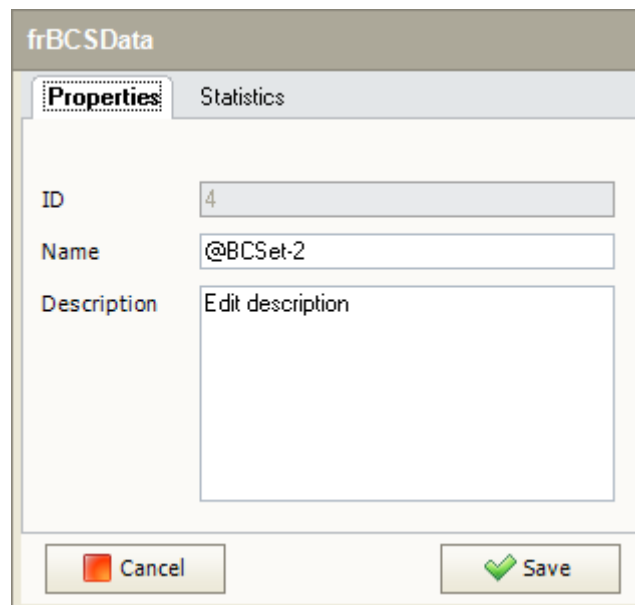 frBCSData
Properties Statistics
ID 4
Name @BCSet-2
Description Edit description
Cancel Save